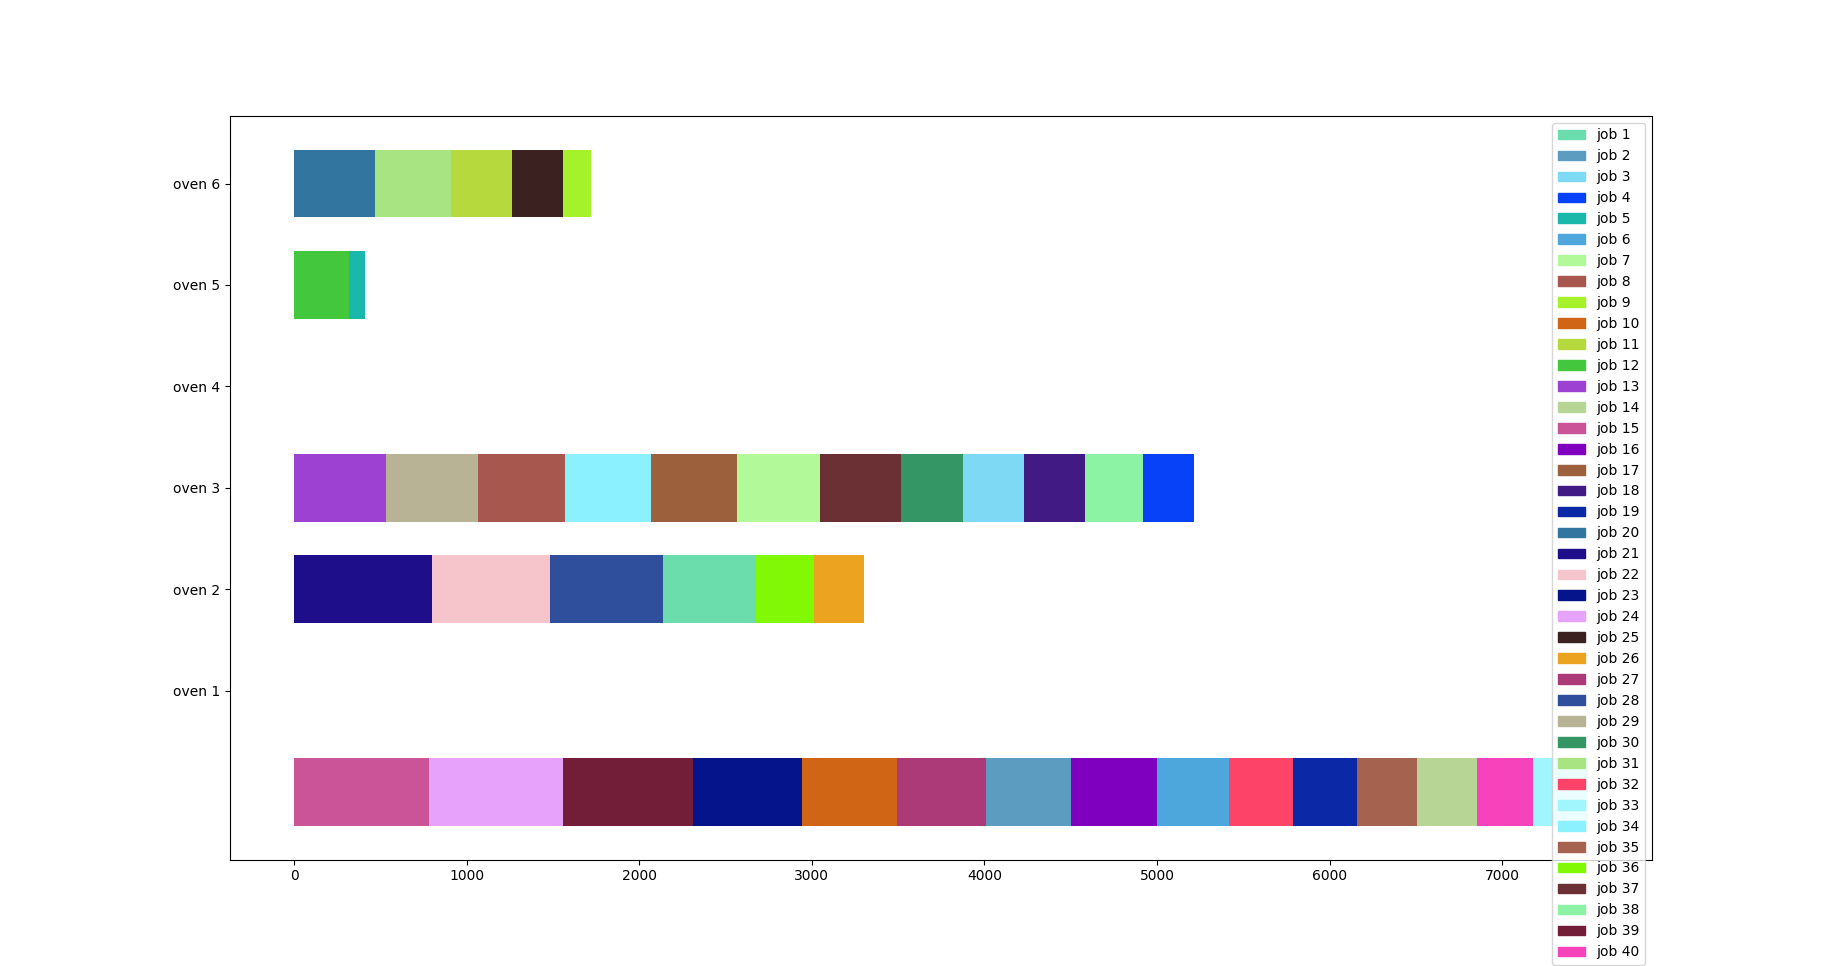 oven 6
oven 5
oven 4
oven 3
oven 2
oven 1
0 1000 2000 3000 4000 5000 6000 7000
job 1
job 2
job 3
job 4
job 5
job 6
job 7
job 8
job 9
job 10
job 11
job 12
job 13
job 14
job 15
job 16
job 17
job 18
job 19
job 20
job 21
job 22
job 23
job 24
job 25
job 26
job 27
job 28
job 29
job 30
job 31
job 32
job 33
job 34
job 35
job 36
job 37
job 38
job 39
job 40